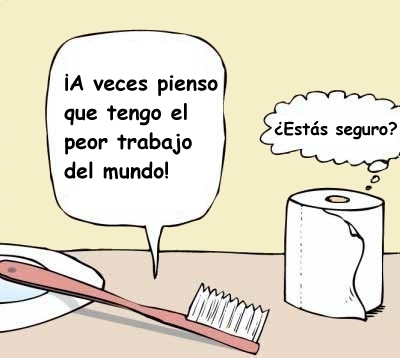 ¡A veces pienso
que tengo el
peor trabajo
del mundo!
¿Estás seguro?